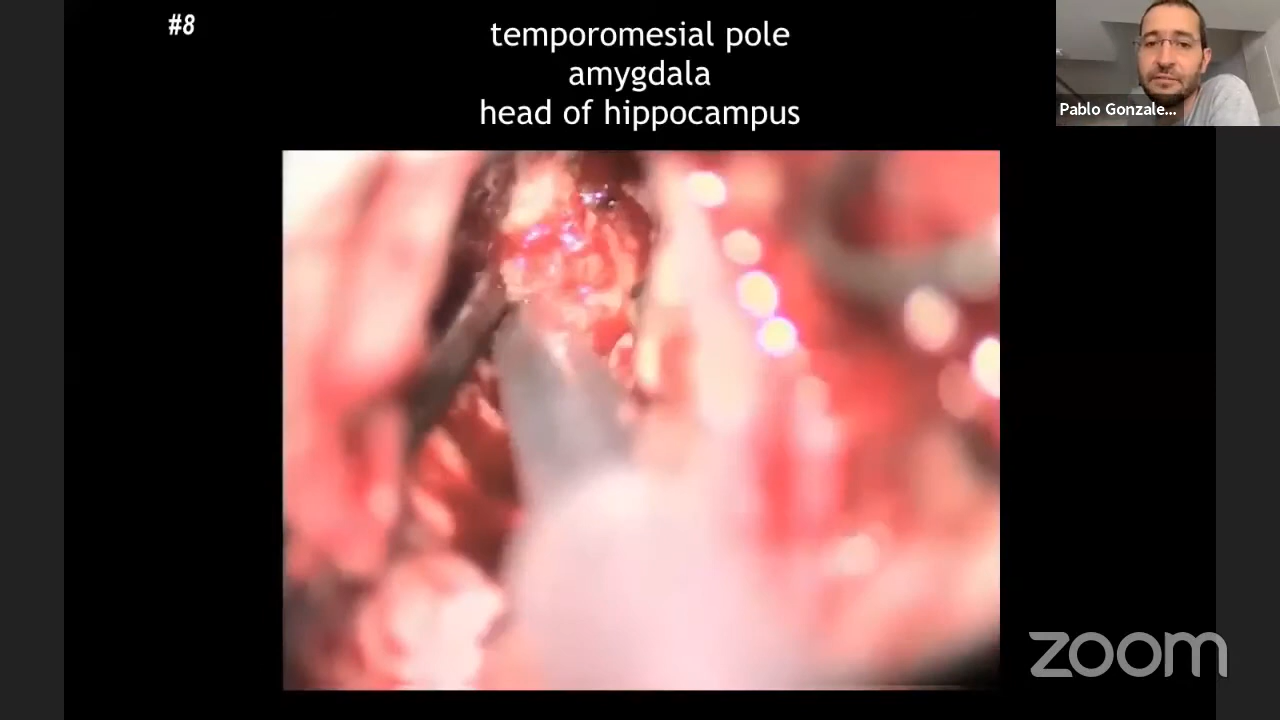 #8
temporomesial pole
amygdala
head of hippocampus
Pablo Gonzale...
zoom